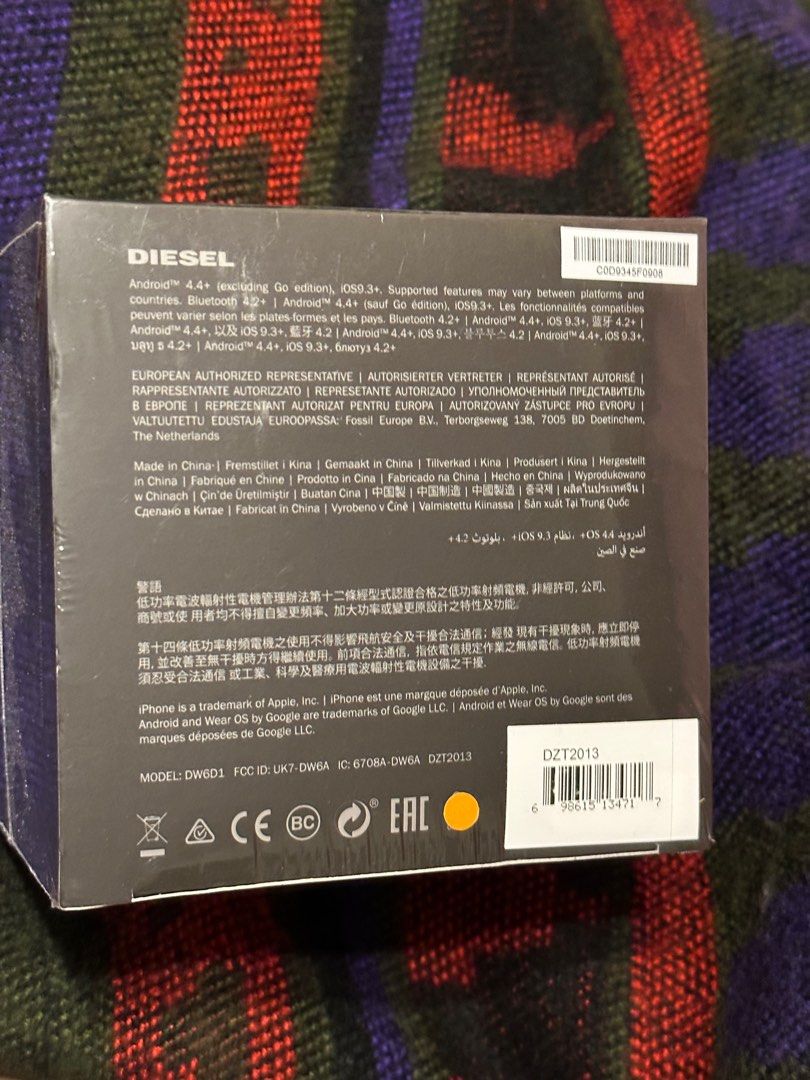 DIESEL
C0D9345F0908
Android™ 4.4+ (excluding Go edition), iOS9.3+. Supported features may vary between platforms and
countries. Bluetooth 4.2+ | Android™ 4.4+ (sauf Go édition), iOS9.3+. Les fonctionnalités compatibles
peuvent varier selon les plates-formes et les pays. Bluetooth 4.2+ | Android™ 4.4+, iOS 9.3+, 蓝牙 4.2+ |
Android™ 4.4+, 以及 iOS 9.3+, 藍牙 4.2 | Android™ 4.4+, iOS 9.3+, 블루투스 4.2 | Android™ 4.4+, iOS 9.3+,
4.2+ | Android™ 4.4+, iOS 9.3+, блютуз 4.2+
EUROPEAN AUTHORIZED REPRESENTATIVE | AUTORISIERTER VERTRETER | REPRÉSENTANT AUTORISÉ |
RAPPRESENTANTE AUTORIZZATO | REPRESETANTE AUTORIZADO | УПОЛНОМОЧЕННЫЙ ПРЕДСТАВИТЕЛЬ
В ЕВРОПЕ | REPREZENTANT AUTORIZAT PENTRU EUROPA | AUTORIZOVANÝ ZÁSTUPCE PRO EVROPU |
VALTUUTETTU EDUSTAJA EUROOPASSA: Fossil Europe B.V., Terborgseweg 138, 7005 BD Doetinchem,
The Netherlands
Made in China | Fremstillet i Kina | Gemaakt in China | Tillverkad i Kina | Produsert i Kina | Hergestellt
in China | Fabriqué en Chine | Prodotto in Cina | Fabricado na China | Hecho en China | Wyprodukowano
w Chinach | Çin'de Üretilmiştir | Buatan Cina | 中国製 | 中国制造 | 中國製造 | 중국제 | ผลิตในประเทศจีน |
Сделано в Китае | Fabricat în China | Vyrobeno v Číně | Valmistettu Kiinassa | Sản xuất Tại Trung Quốc
أندرويد OS 4.4+، نظام iOS 9.3+، بلوتوث 4.2+
صنع في الصين
警語
低功率電波輻射性電機管理辦法第十二條經型式認證合格之低功率射頻電機, 非經許可, 公司、
商號或使 用者均不得擅自變更頻率、加大功率或變更原設計之特性及功能。
第十四條低功率射頻電機之使用不得影響飛航安全及干擾合法通信; 經發 現有干擾現象時, 應立即停
用, 並改善至無干擾時方得繼續使用。前項合法通信, 指依電信規定作業之無線電信。低功率射頻電機
須忍受合法通信 或工業、科學及醫療用電波輻射性電機設備之干擾.
iPhone is a trademark of Apple, Inc. | iPhone est une margque déposée d'Apple, Inc.
Android and Wear OS by Google are trademarks of Google LLC. | Android et Wear OS by Google sont des
marques déposées de Google LLC.
MODEL: DW6D1 FCC ID: UK7-DW6A IC: 6708A-DW6A DZT2013
CE BC ® EAC
DZT2013
6 98615 13471 7